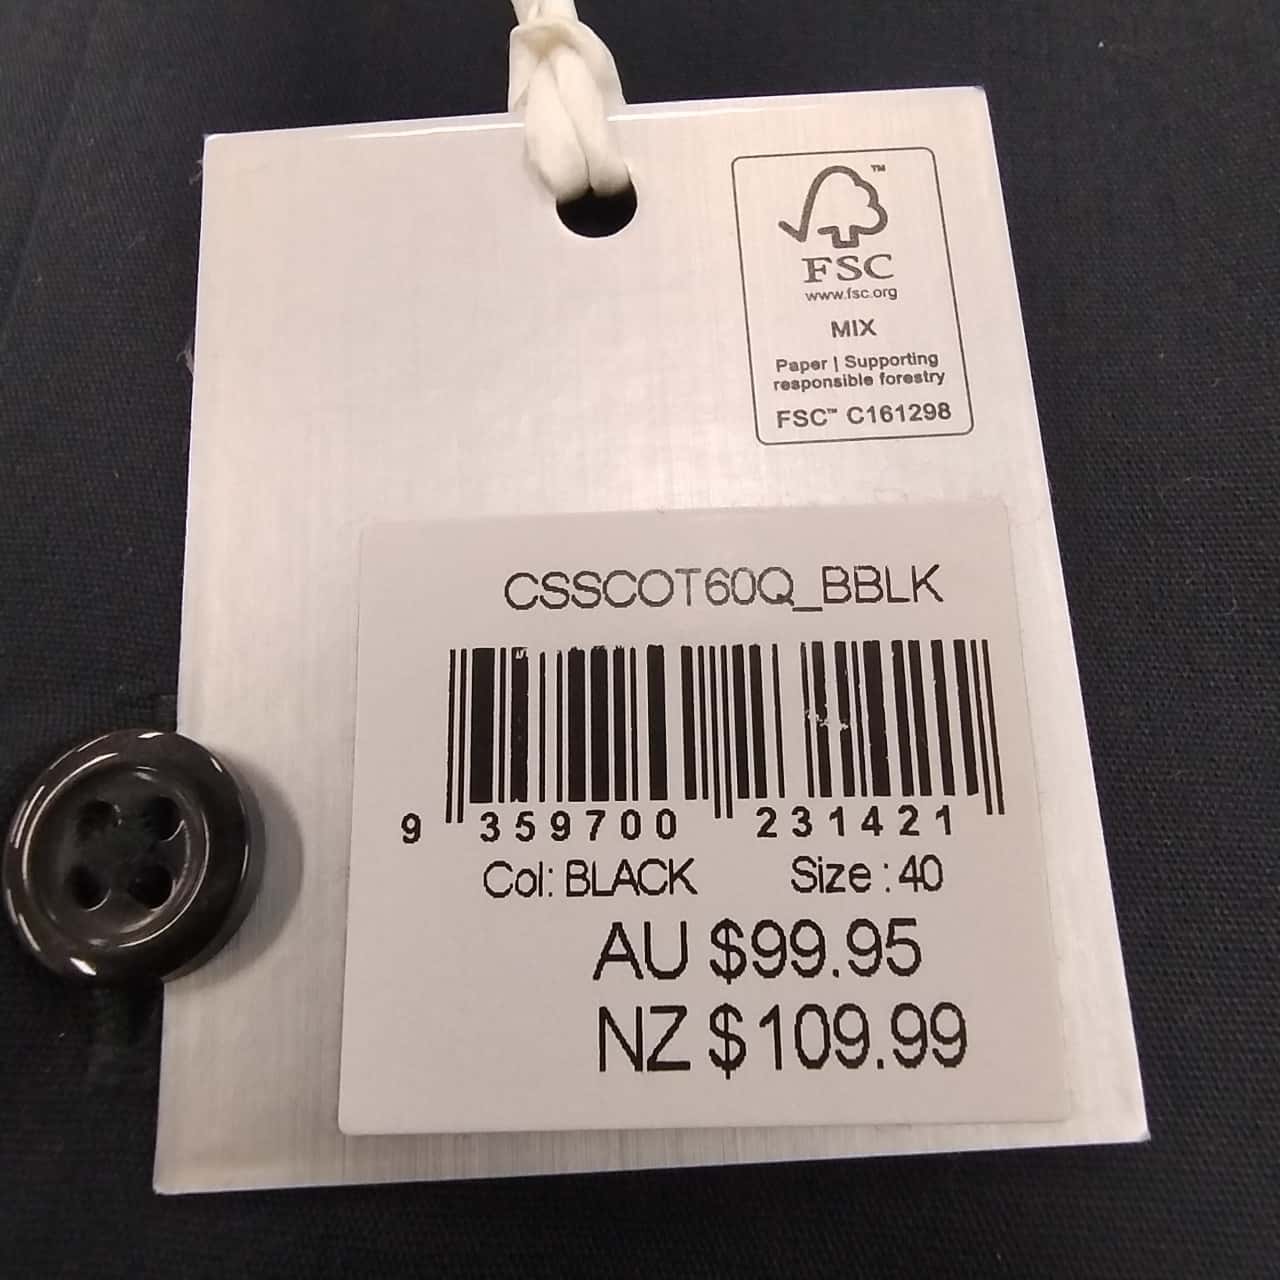 FSC™
www.fsc.org
MIX
Paper | Supporting
responsible forestry
FSC™ C161298
CSSCOT60Q_BBLK
9 359700 231421
Col: BLACK Size : 40
AU $99.95
NZ $109.99